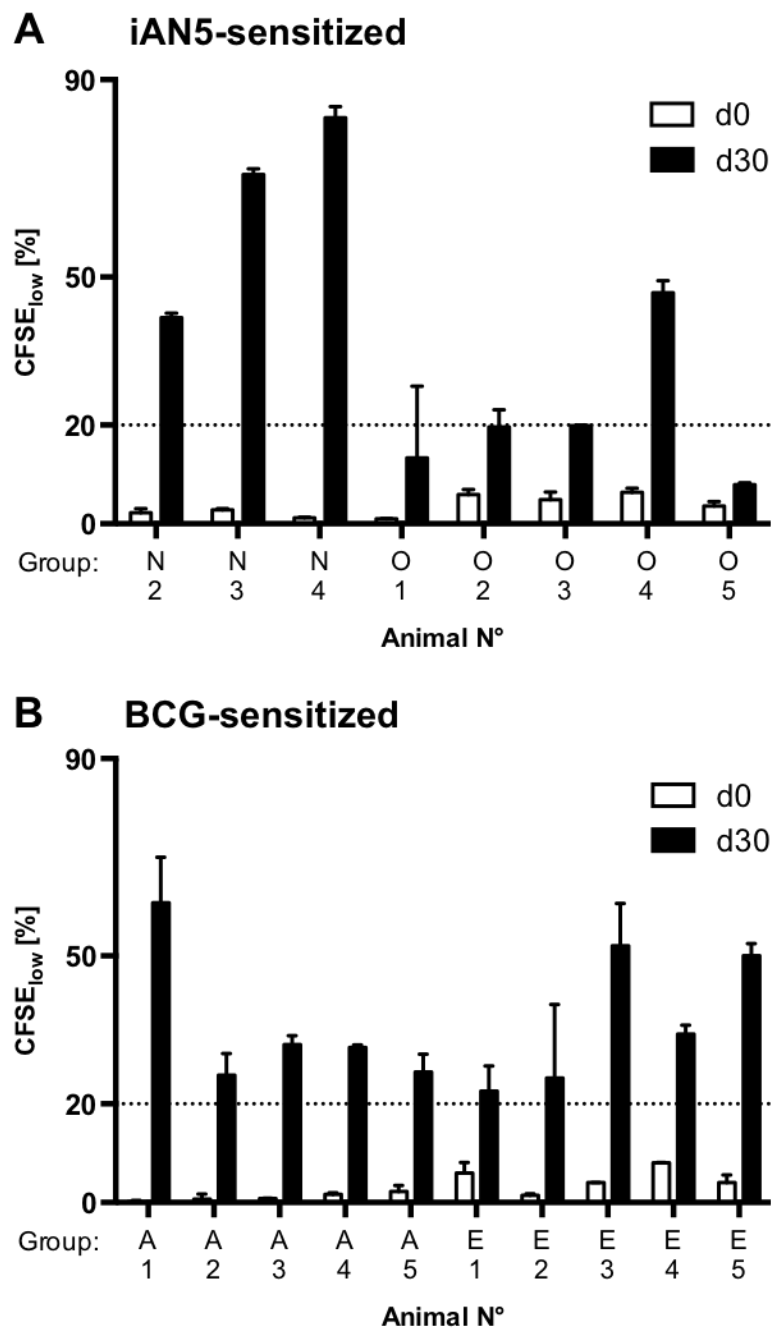 A iAN5-sensitized
90
50
20
0
CFSElow [%]
d0
d30
Group: N N N O O O O O
2 3 4 1 2 3 4 5
Animal N°
B BCG-sensitized
90
50
20
0
CFSElow [%]
d0
d30
Group: A A A A A E E E E E
1 2 3 4 5 1 2 3 4 5
Animal N°